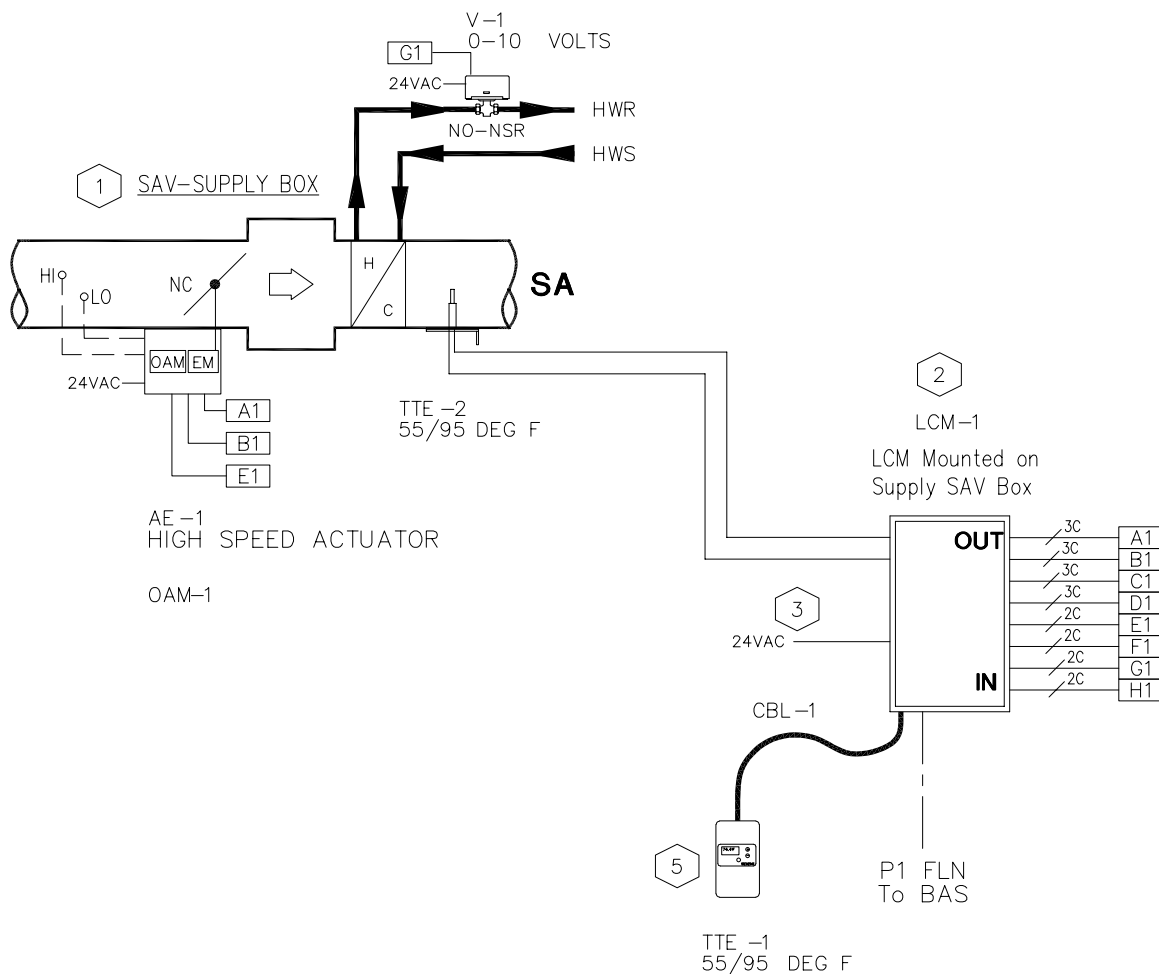 V-1
0-10 VOLTS
G1
24VAC
HWR
NO-NSR
HWS
1
SAV-SUPPLY BOX
HI
LO
NC
H
C
SA
OAM
EM
24VAC
A1
B1
E1
TTE-2
55/95 DEG F
AE-1
HIGH SPEED ACTUATOR
OAM-1
2
LCM-1
LCM Mounted on
Supply SAV Box
OUT
IN
3C
A1
3C
B1
3C
C1
3C
D1
2C
E1
2C
F1
2C
G1
2C
H1
3
24VAC
CBL-1
5
P1 FLN
To BAS
TTE -1
55/95 DEG F